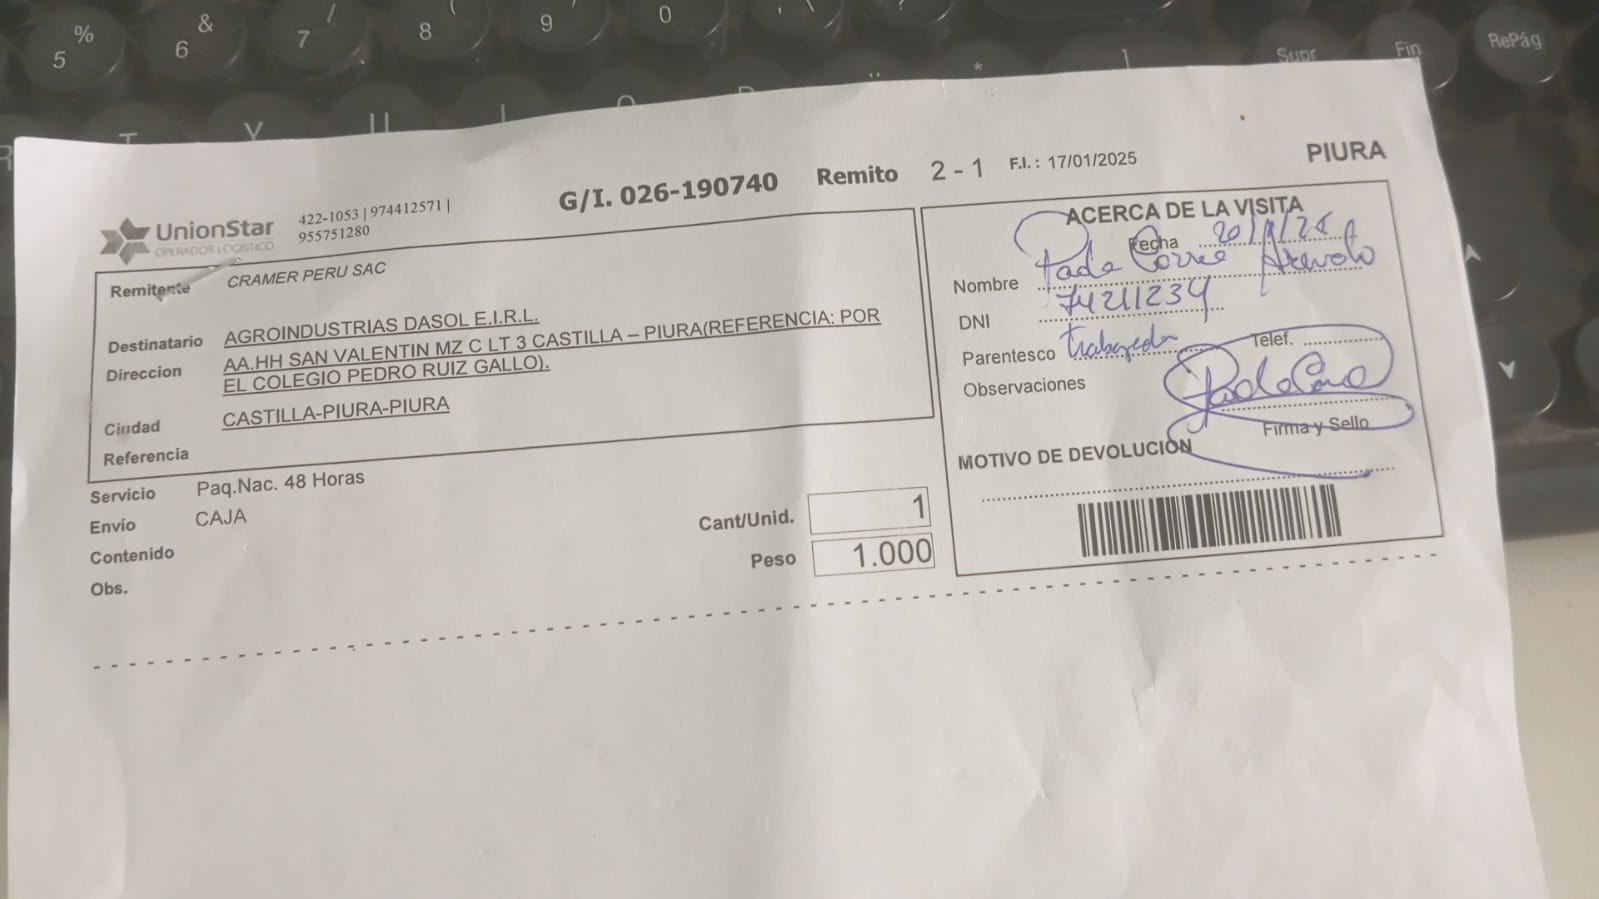 % & / ( ) = ? ¿
5 6 7 8 9 0 ' ¡
Supr Fin RePág
R T Y U I O P ¨ * ]
G/I. 026-190740 Remito 2 - 1 F.I.: 17/01/2025 PIURA
UnionStar
OPERADOR LOGISTICO
422-1053 | 974412571 |
955751280
Remitente CRAMER PERU SAC
Destinatario AGROINDUSTRIAS DASOL E.I.R.L.
Direccion AA.HH SAN VALENTIN MZ C LT 3 CASTILLA – PIURA(REFERENCIA: POR
EL COLEGIO PEDRO RUIZ GALLO).
Ciudad CASTILLA-PIURA-PIURA
Referencia
Servicio Paq.Nac. 48 Horas
Envío CAJA
Contenido
Obs.
Cant/Unid. 1
Peso 1.000
ACERCA DE LA VISITA
Fecha 20/1/25
Nombre
DNI 74211234
Parentesco trabajador
Telef.
Observaciones
Firma y Sello
MOTIVO DE DEVOLUCIÓN